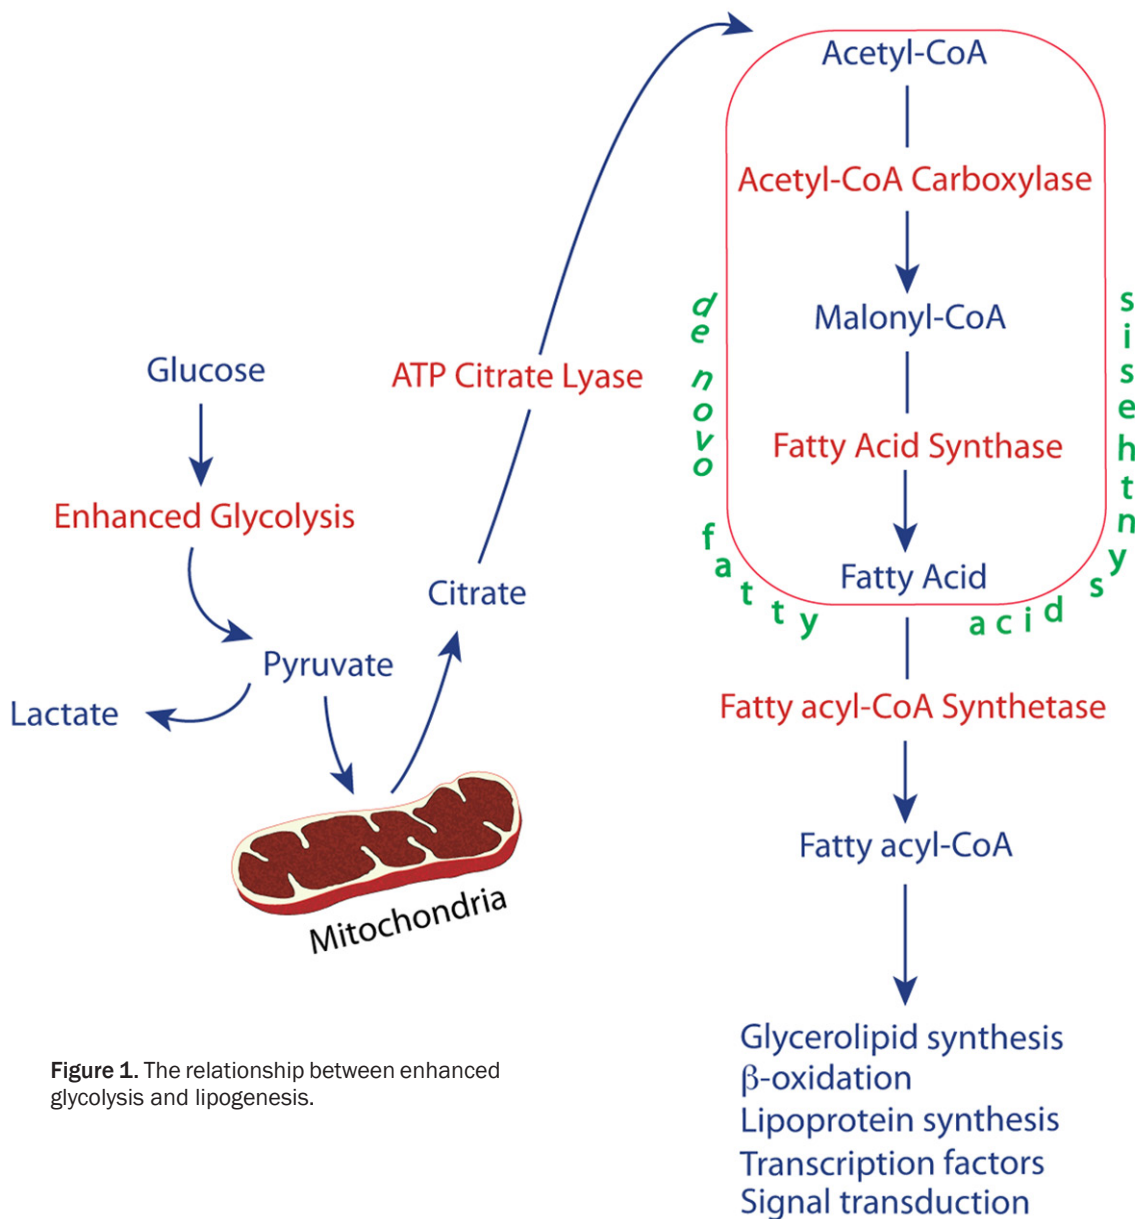 Glucose
Enhanced Glycolysis
Pyruvate
Lactate
Mitochondria
Citrate
ATP Citrate Lyase
Acetyl-CoA
Acetyl-CoA Carboxylase
Malonyl-CoA
Fatty Acid Synthase
Fatty Acid
de novo fatty acid synthesis
Fatty acyl-CoA Synthetase
Fatty acyl-CoA
Glycerolipid synthesis
β-oxidation
Lipoprotein synthesis
Transcription factors
Signal transduction
Figure 1. The relationship between enhanced
glycolysis and lipogenesis.